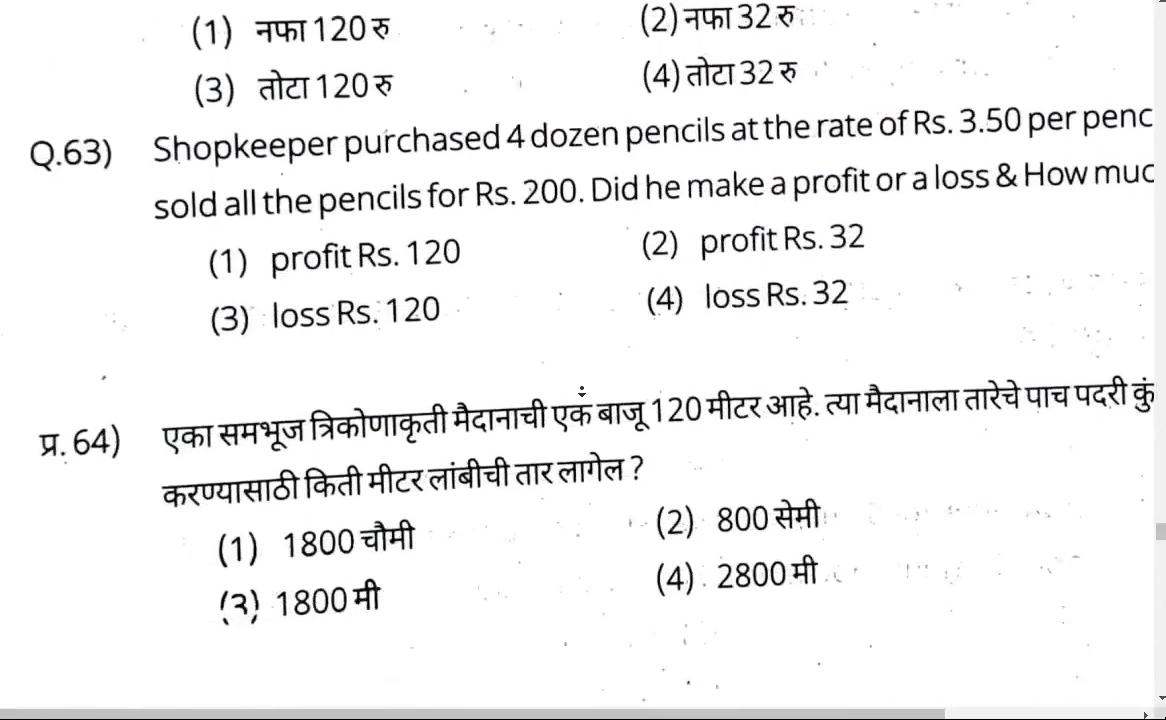 (1) नफा 120 रु (2) नफा 32 रु
(3) तोटा 120 रु (4) तोटा 32 रु
Q.63) Shopkeeper purchased 4 dozen pencils at the rate of Rs. 3.50 per penc
sold all the pencils for Rs. 200. Did he make a profit or a loss & How muc
(1) profit Rs. 120 (2) profit Rs. 32
(3) loss Rs. 120 (4) loss Rs. 32
प्र. 64) एका समभूज त्रिकोणाकृती मैदानाची एक बाजू 120 मीटर आहे. त्या मैदानाला तारेचे पाच पदरी कुं
करण्यासाठी किती मीटर लांबीची तार लागेल ?
(1) 1800 चौमी (2) 800 सेमी
(३) 1800 मी (4) 2800 मी